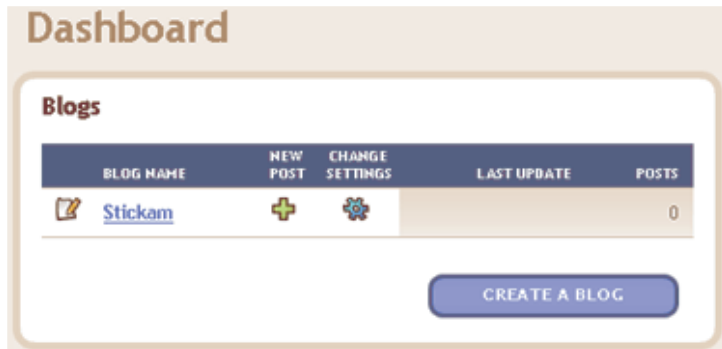 Dashboard
Blogs
BLOG NAME NEW POST CHANGE SETTINGS LAST UPDATE POSTS
Stickam 0
CREATE A BLOG